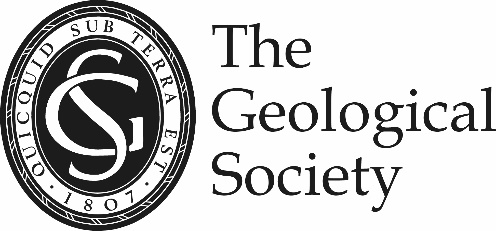 QUICQUID SUB TERRA EST
· 1807 ·
GS
The
Geological
Society